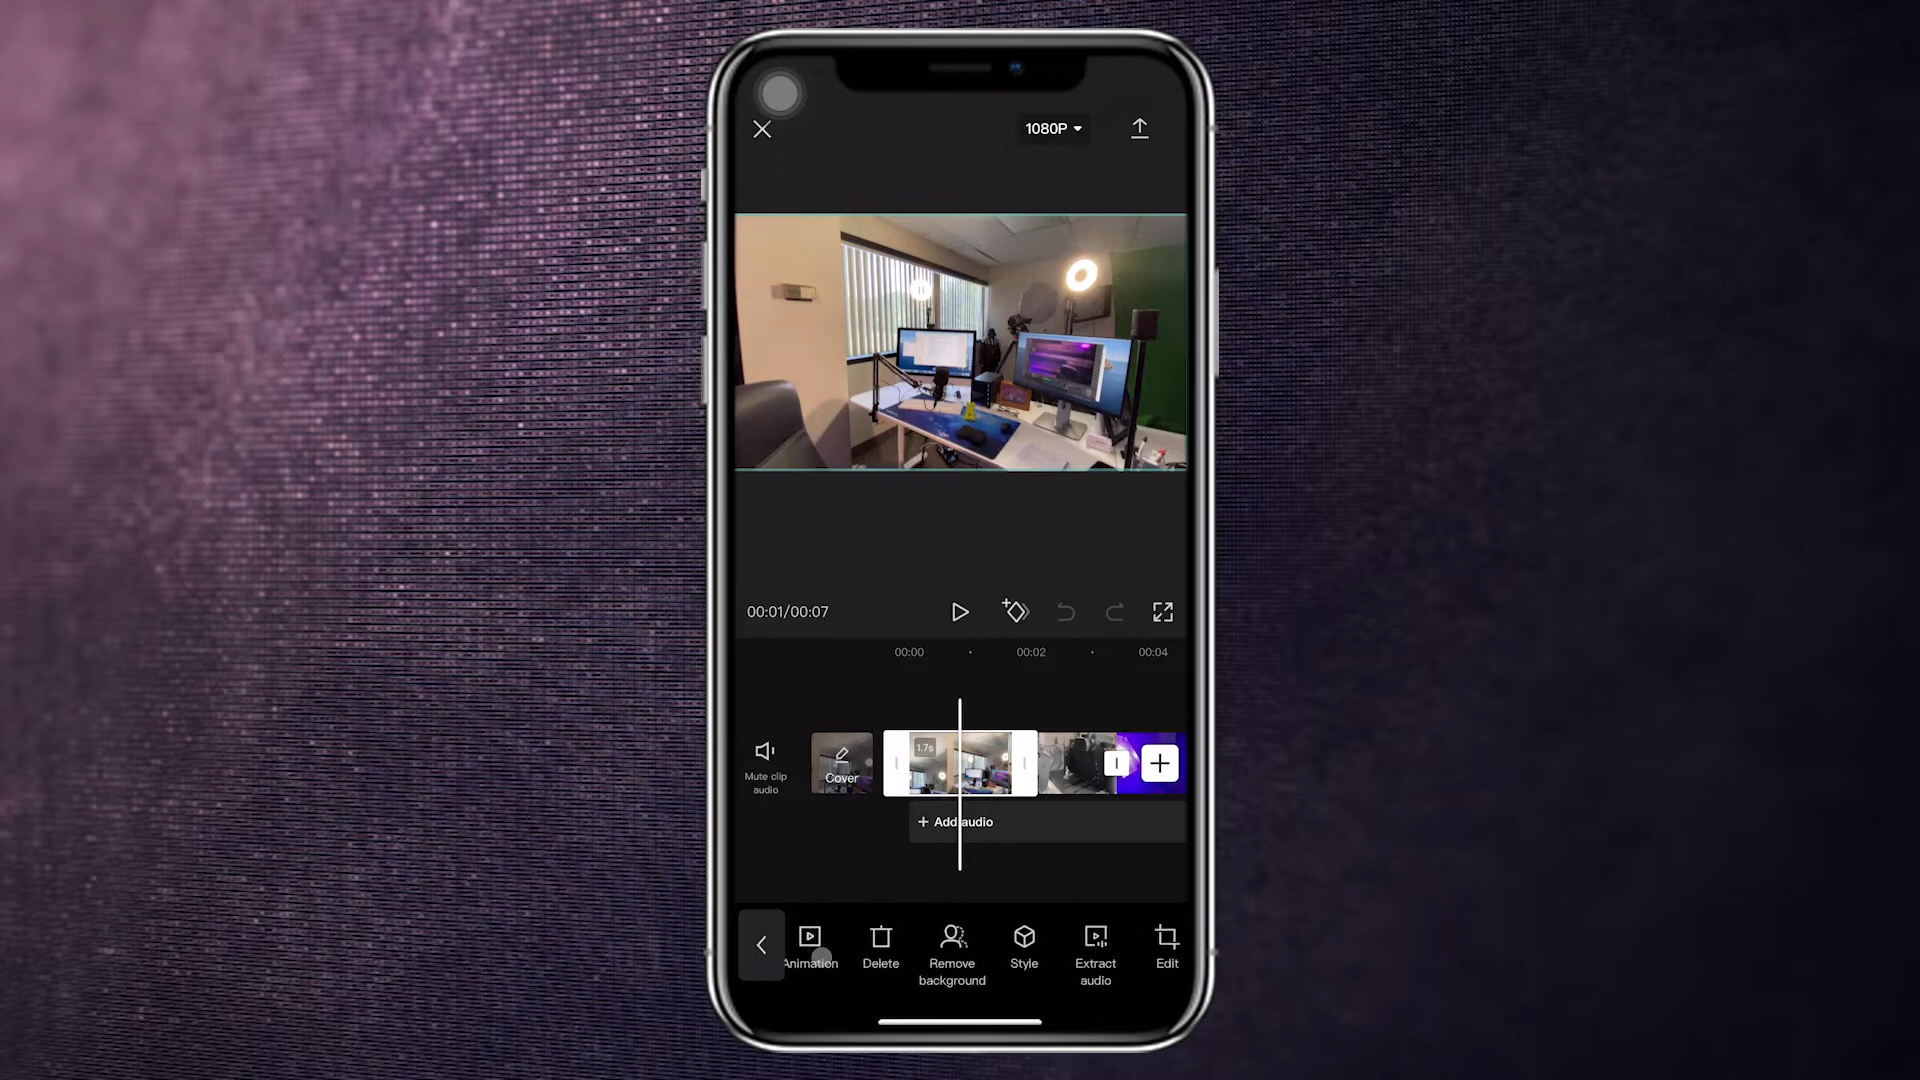 1080P
00:01/00:07
00:00
00:02
00:04
1.7s
Mute clip
audio
Cover
+ Add audio
Animation
Delete
Remove
background
Style
Extract
audio
Edit